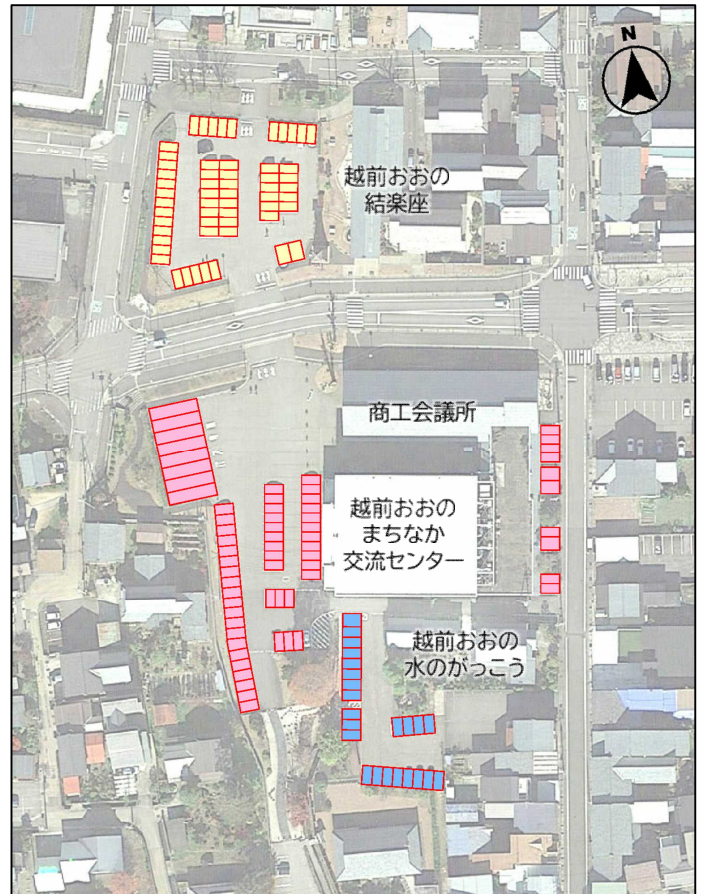 N
越前おおの
結楽座
商工会議所
越前おおの
まちなか
交流センター
越前おおの
水のがっこう